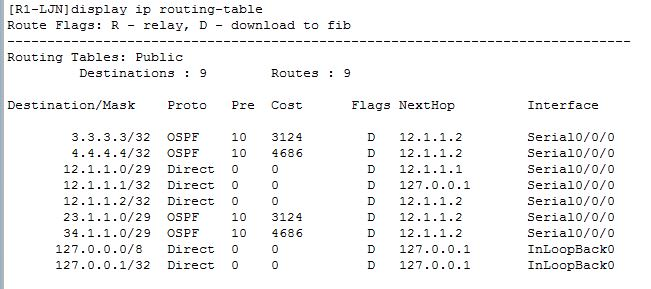 [R1-LJN]display ip routing-table
Route Flags: R - relay, D - download to fib
------------------------------------------------------------------------------
Routing Tables: Public
         Destinations : 9        Routes : 9

Destination/Mask    Proto   Pre  Cost      Flags NextHop         Interface

        3.3.3.3/32  OSPF    10   3124        D   12.1.1.2        Serial0/0/0
        4.4.4.4/32  OSPF    10   4686        D   12.1.1.2        Serial0/0/0
       12.1.1.0/29  Direct  0    0           D   12.1.1.1        Serial0/0/0
       12.1.1.1/32  Direct  0    0           D   127.0.0.1       Serial0/0/0
       12.1.1.2/32  Direct  0    0           D   12.1.1.2        Serial0/0/0
       23.1.1.0/29  OSPF    10   3124        D   12.1.1.2        Serial0/0/0
       34.1.1.0/29  OSPF    10   4686        D   12.1.1.2        Serial0/0/0
      127.0.0.0/8   Direct  0    0           D   127.0.0.1       InLoopBack0
      127.0.0.1/32  Direct  0    0           D   127.0.0.1       InLoopBack0